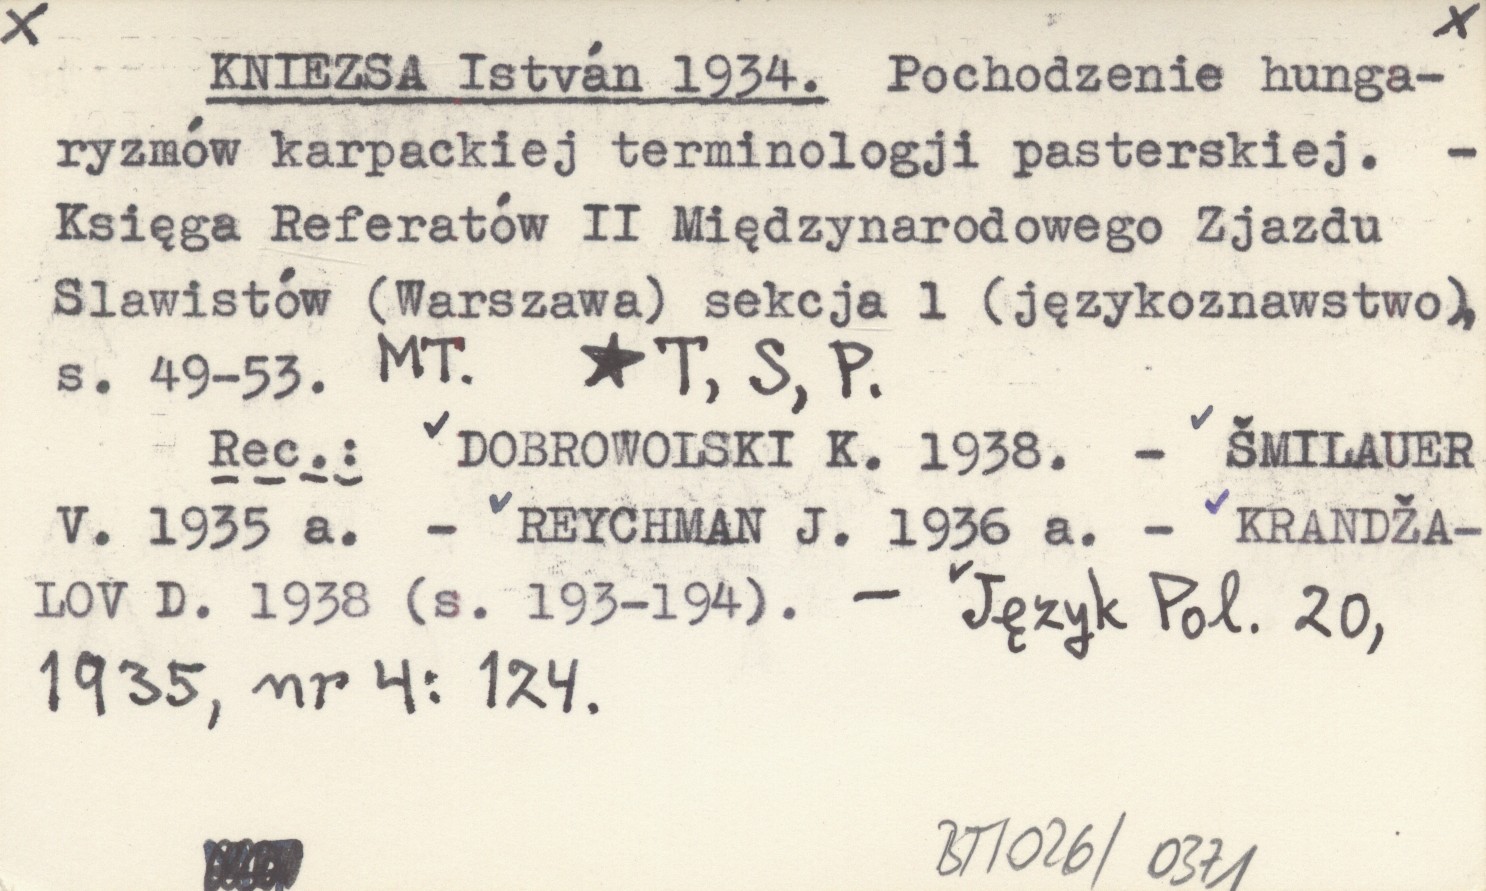 x x
KNIEZSA István 1934. Pochodzenie hunga-
ryzmów karpackiej terminologji pasterskiej. -
Księga Referatów II Międzynarodowego Zjazdu
Slawistów (Warszawa) sekcja 1 (językoznawstwo),
s. 49-53. MT. ★ T, S, P.
Rec.: ✓DOBROWOLSKI K. 1938. - ✓ŠMILAUER
V. 1935 a. - ✓REYCHMAN J. 1936 a. - ✓KRANDŽA-
LOV D. 1938 (s. 193-194). - ✓Język Pol. 20,
1935, nr 4: 124.
BT/026/ 0371